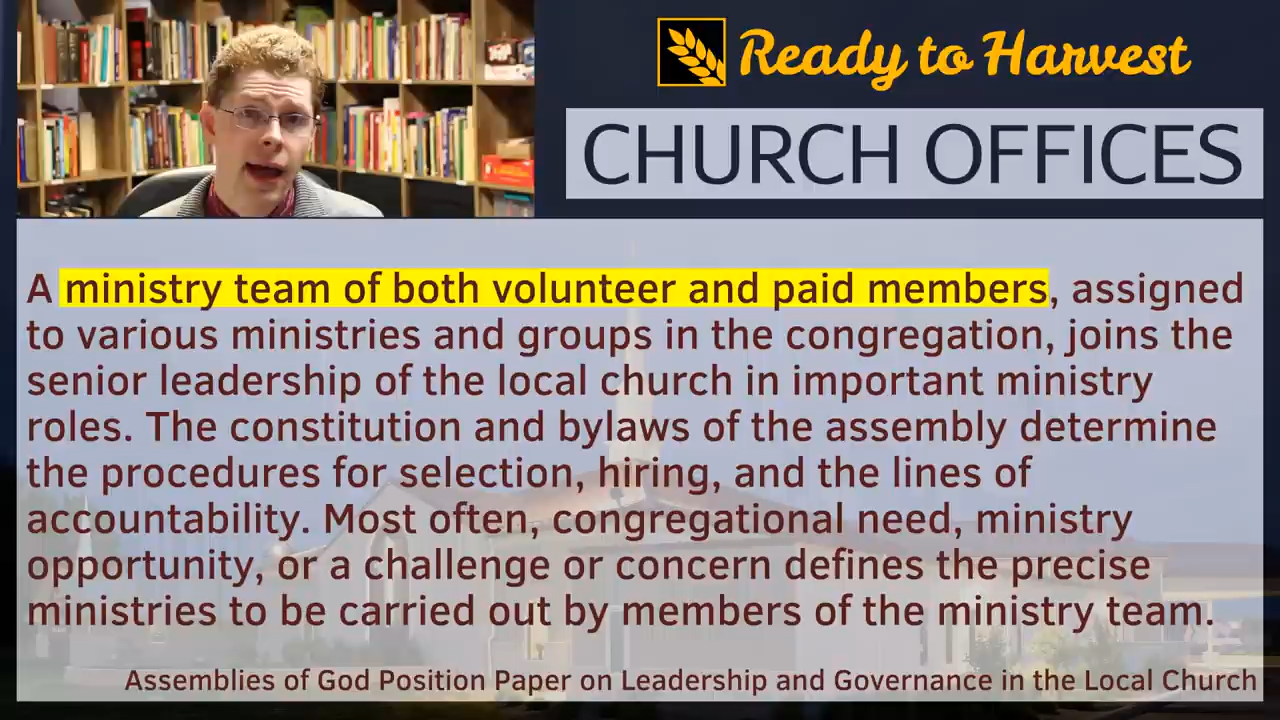 Ready to Harvest
CHURCH OFFICES
A ministry team of both volunteer and paid members, assigned
to various ministries and groups in the congregation, joins the
senior leadership of the local church in important ministry
roles. The constitution and bylaws of the assembly determine
the procedures for selection, hiring, and the lines of
accountability. Most often, congregational need, ministry
opportunity, or a challenge or concern defines the precise
ministries to be carried out by members of the ministry team.
Assemblies of God Position Paper on Leadership and Governance in the Local Church